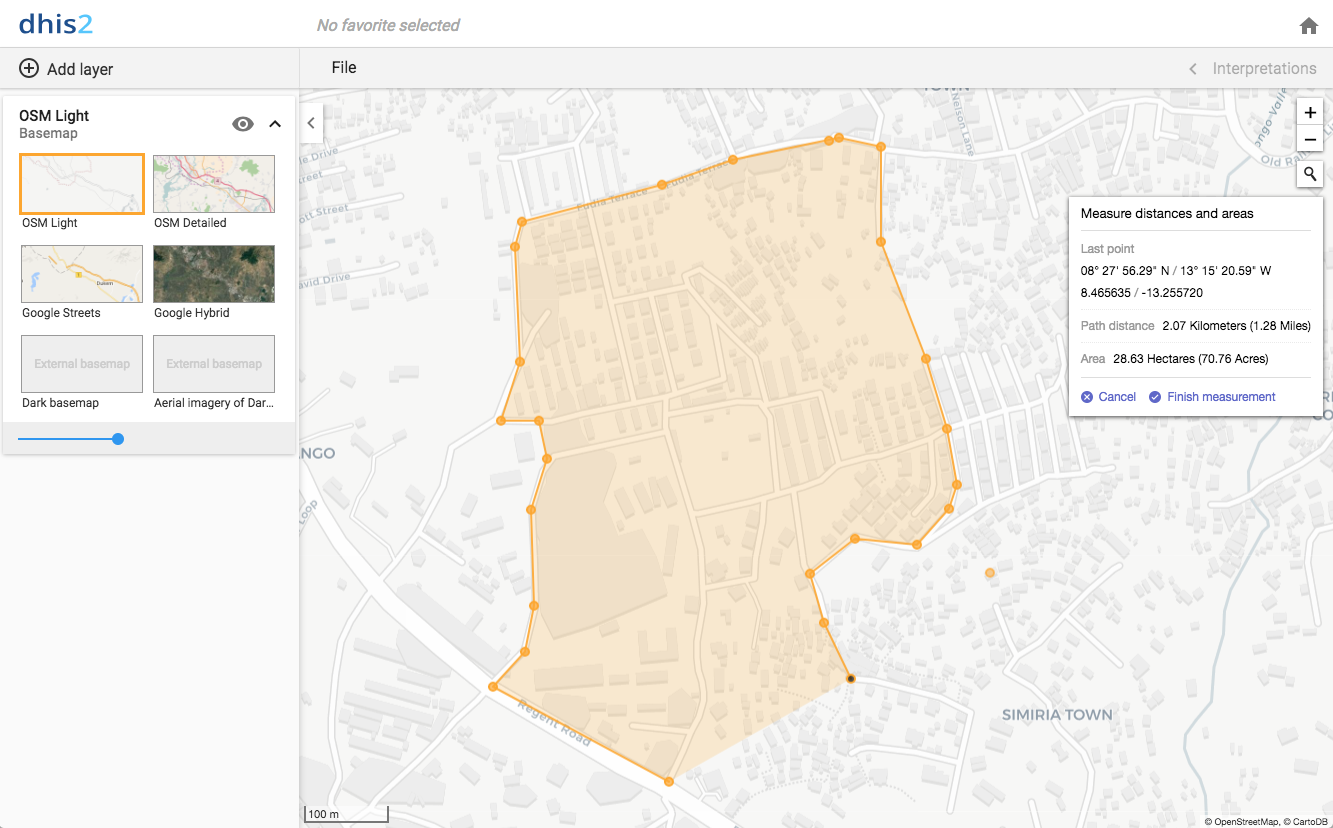 dhis2
No favorite selected
Add layer
File
Interpretations
OSM Light
Basemap
OSM Light
OSM Detailed
Google Streets
Google Hybrid
External basemap
External basemap
Dark basemap
Aerial imagery of Dar...
TOWN
Nelson Lane
Old Rail
Drive
Street
ott Street
avid Drive
Fudia Terrace
Fudia Terrace
+
−
Measure distances and areas
Last point
08° 27' 56.29" N / 13° 15' 20.59" W
8.465635 / -13.255720
Path distance 2.07 Kilometers (1.28 Miles)
Area 28.63 Hectares (70.76 Acres)
Cancel
Finish measurement
NGO
Loop
Regent Road
SIMIRIA TOWN
100 m
© OpenStreetMap, © CartoDB